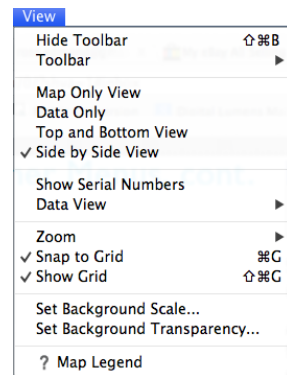 View
Hide Toolbar ⇧⌘B
Toolbar ▶
Map Only View
Data Only
Top and Bottom View
✓ Side by Side View
Show Serial Numbers
Data View ▶
Zoom ▶
✓ Snap to Grid ⌘G
✓ Show Grid ⇧⌘G
Set Background Scale...
Set Background Transparency...
? Map Legend